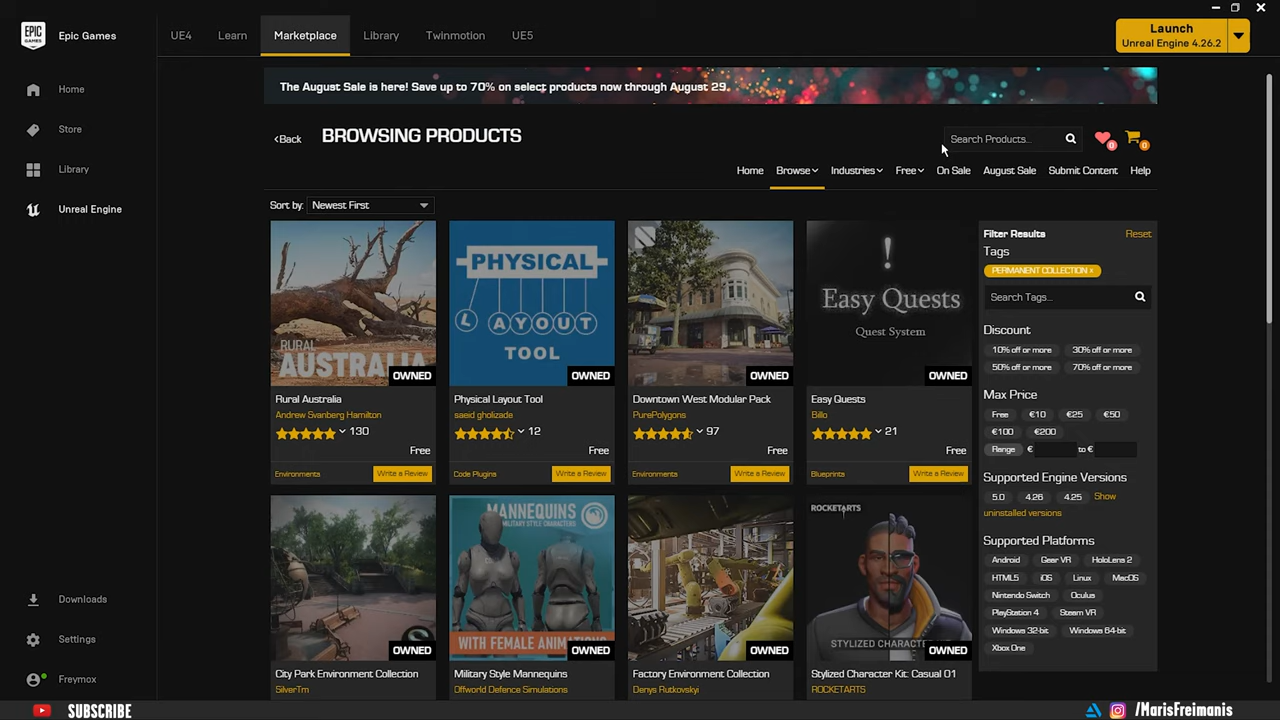 EPIC GAMES
Epic Games
UE4
Learn
Marketplace
Library
Twinmotion
UE5
Launch
Unreal Engine 4.26.2
Home
Store
Library
Unreal Engine
The August Sale is here! Save up to 70% on select products now through August 29.
<Back
BROWSING PRODUCTS
Search Products...
0
0
Home
Browse
Industries
Free
On Sale
August Sale
Submit Content
Help
Sort by:
Newest First
RURAL AUSTRALIA
OWNED
Rural Australia
Andrew Svanberg Hamilton
130
Free
Environments
Write a Review
PHYSICAL
LAYOUT
TOOL
OWNED
Physical Layout Tool
saeid gholizade
12
Free
Code Plugins
Write a Review
OWNED
Downtown West Modular Pack
PurePolygons
97
Free
Environments
Write a Review
!
Easy Quests
Quest System
OWNED
Easy Quests
Billo
21
Free
Blueprints
Write a Review
OWNED
City Park Environment Collection
SilverTm
MANNEQUINS
MILITARY STYLE CHARACTERS
WITH FEMALE ANIMATIONS
OWNED
Military Style Mannequins
Offworld Defence Simulations
OWNED
Factory Environment Collection
Denys Rutkovskyi
ROCKETARTS
STYLIZED CHARACTE
OWNED
Stylized Character Kit: Casual 01
ROCKETARTS
Filter Results
Reset
Tags
PERMANENT COLLECTION x
Search Tags...
Discount
10% off or more
30% off or more
50% off or more
70% off or more
Max Price
Free
€10
€25
€50
€100
€200
Range
€
to €
Supported Engine Versions
5.0
4.26
4.25
Show
uninstalled versions
Supported Platforms
Android
Gear VR
HoloLens 2
HTML5
iOS
Linux
MacOS
Nintendo Switch
Oculus
PlayStation 4
Steam VR
Windows 32-bit
Windows 64-bit
Xbox One
Downloads
Settings
Freymox
SUBSCRIBE
/MarisFreimanis